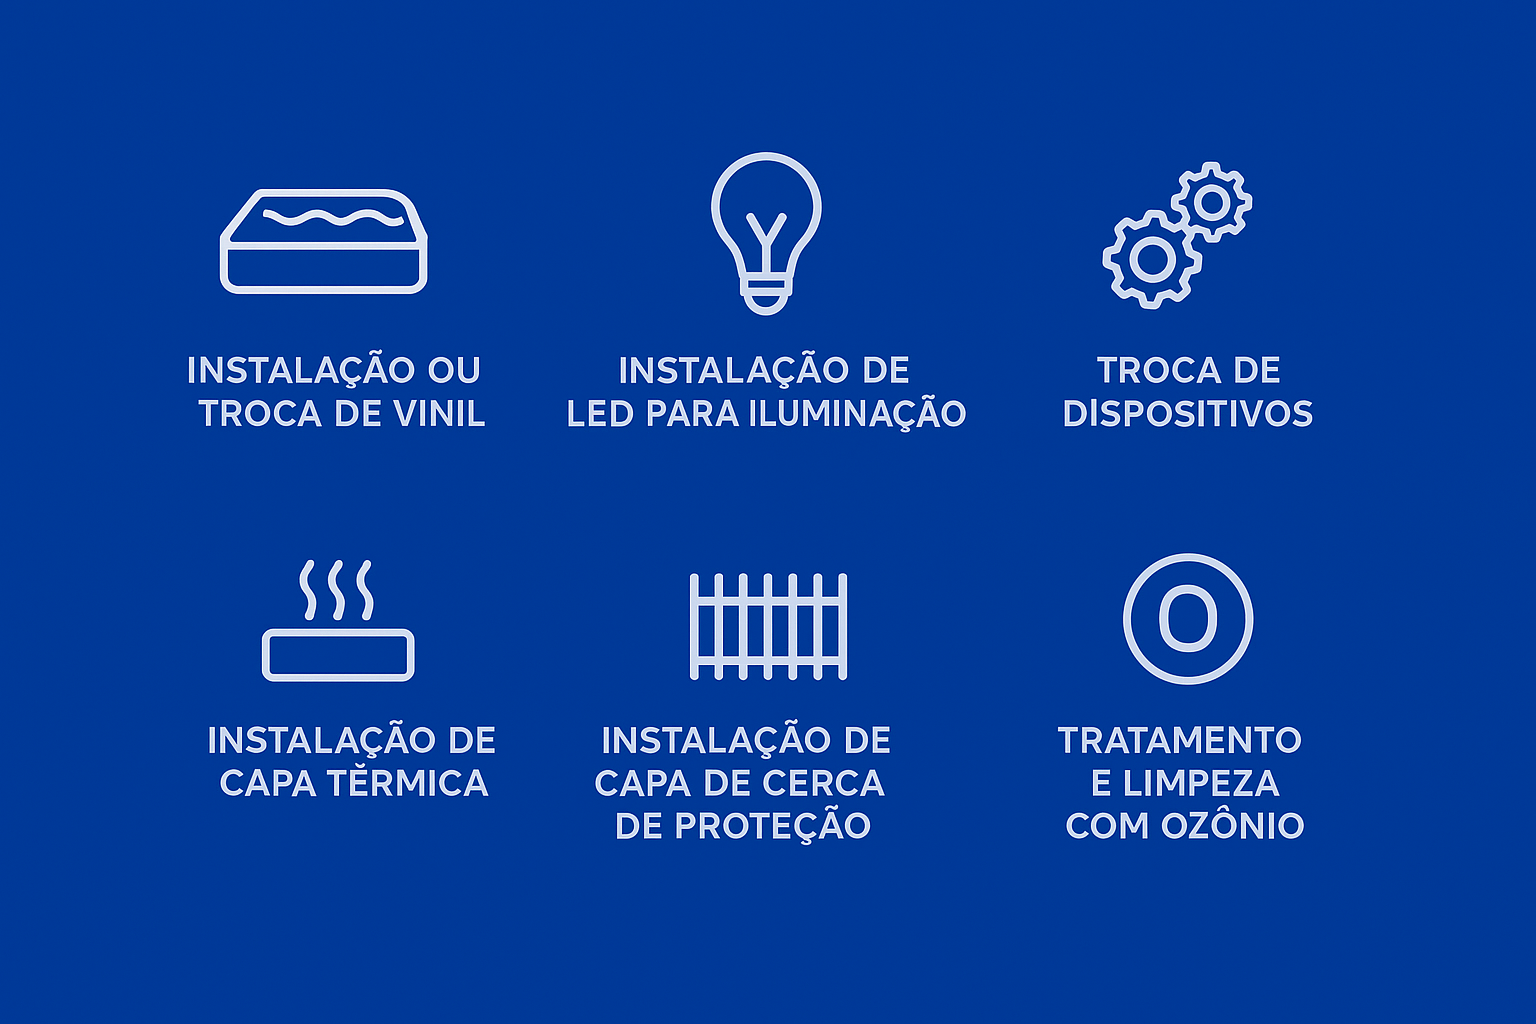 INSTALAÇÃO OU
TROCA DE VINIL
INSTALAÇÃO DE
LED PARA ILUMINAÇÃO
TROCA DE
DISPOSITIVOS
INSTALAÇÃO DE
CAPA TĔRMICA
INSTALAÇÃO DE
CAPA DE CERCA
DE PROTEÇÃO
O
TRATAMENTO
E LIMPEZA
COM OZÔNIO